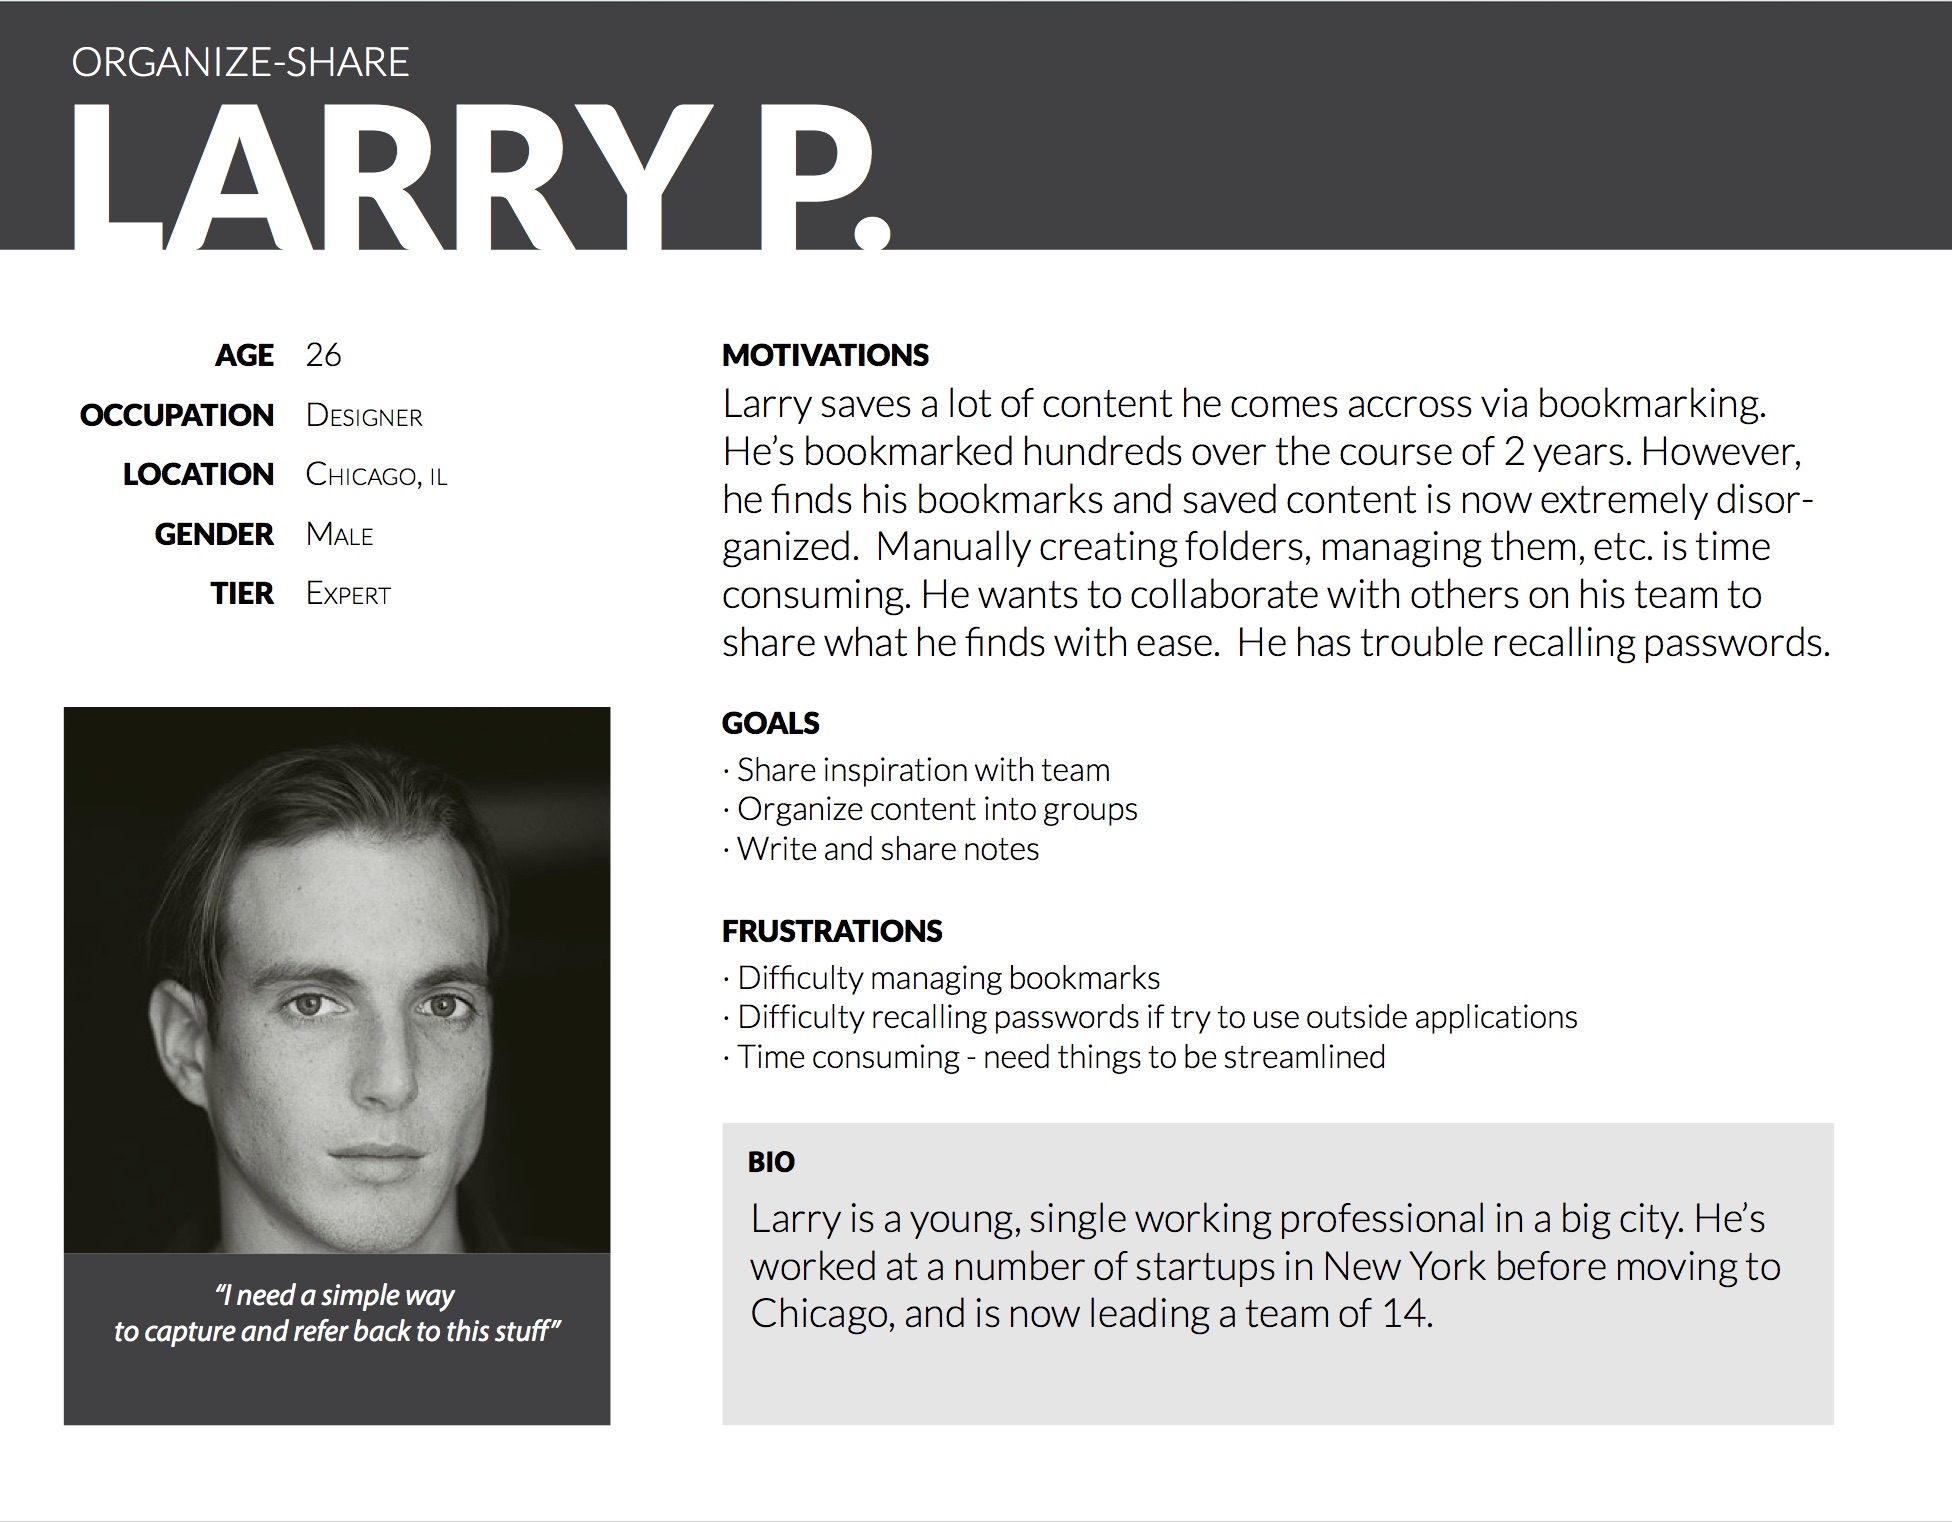 ORGANIZE-SHARE
LARRY P.
AGE 26
OCCUPATION DESIGNER
LOCATION CHICAGO, IL
GENDER MALE
TIER EXPERT
“I need a simple way
to capture and refer back to this stuff”
MOTIVATIONS
Larry saves a lot of content he comes accross via bookmarking.
He’s bookmarked hundreds over the course of 2 years. However,
he finds his bookmarks and saved content is now extremely disor-
ganized.  Manually creating folders, managing them, etc. is time
consuming. He wants to collaborate with others on his team to
share what he finds with ease.  He has trouble recalling passwords.
GOALS
· Share inspiration with team
· Organize content into groups
· Write and share notes
FRUSTRATIONS
· Difficulty managing bookmarks
· Difficulty recalling passwords if try to use outside applications
· Time consuming - need things to be streamlined
BIO
Larry is a young, single working professional in a big city. He’s
worked at a number of startups in New York before moving to
Chicago, and is now leading a team of 14.